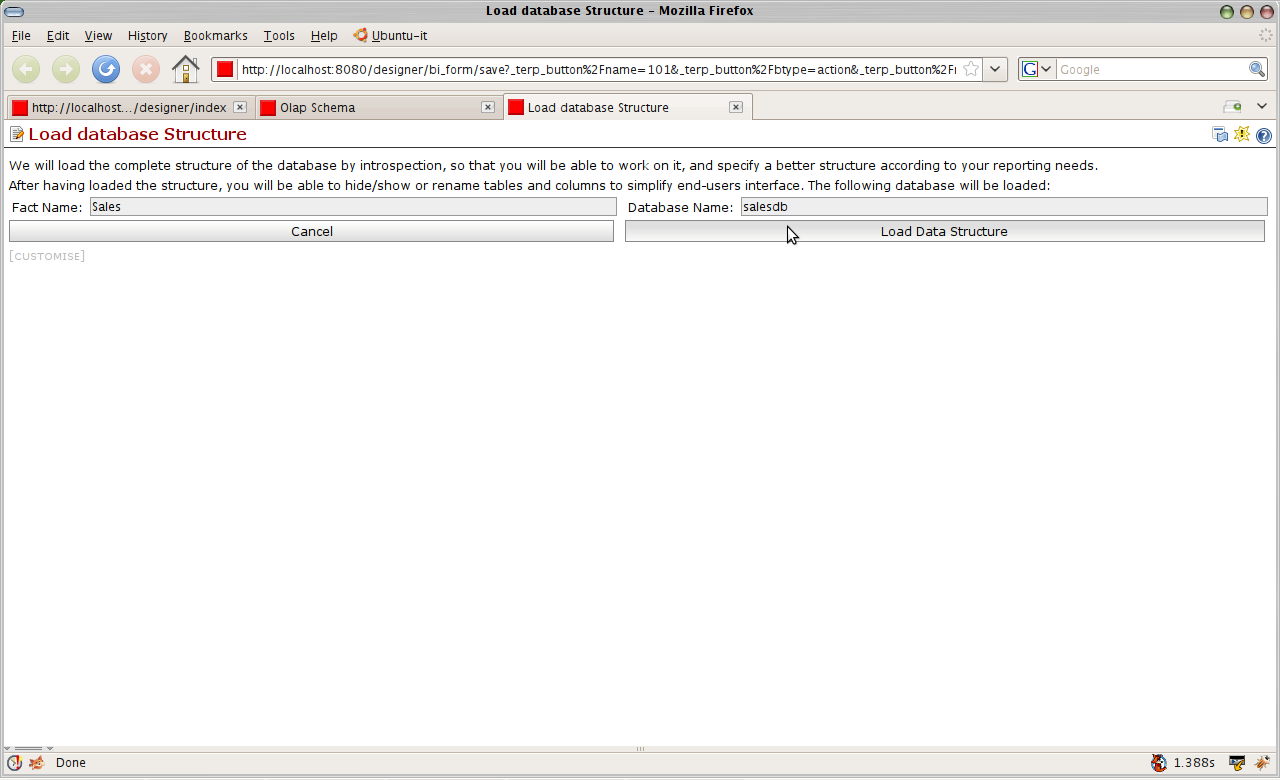 Load database Structure - Mozilla Firefox
File Edit View History Bookmarks Tools Help Ubuntu-it
http://localhost:8080/designer/bi_form/save?_terp_button%2Fname=101&_terp_button%2Fbtype=action&_terp_button%2Fr G Google
http://localhost.../designer/index Olap Schema Load database Structure
Load database Structure
We will load the complete structure of the database by introspection, so that you will be able to work on it, and specify a better structure according to your reporting needs.
After having loaded the structure, you will be able to hide/show or rename tables and columns to simplify end-users interface. The following database will be loaded:
Fact Name: Sales Database Name: salesdb
Cancel Load Data Structure
[CUSTOMISE]
Done 1.388s